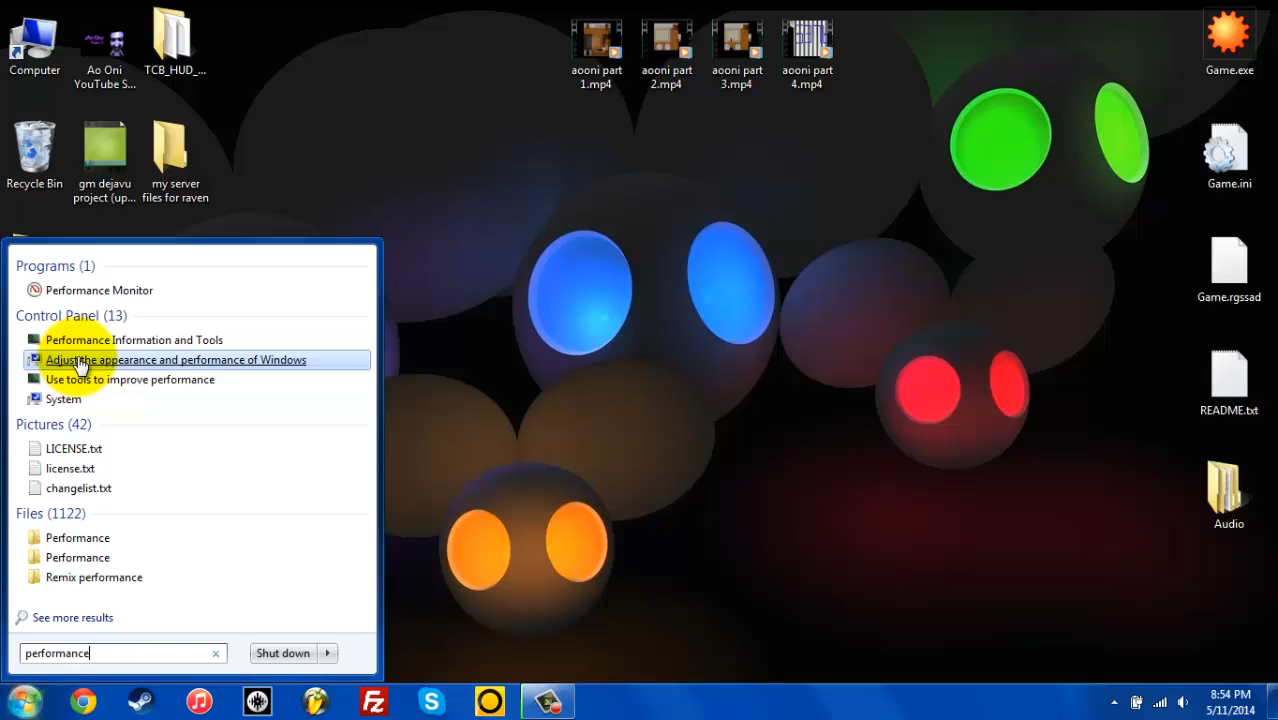 Computer
Ao Oni
YouTube S...
TCB_HUD_...
aooni part
1.mp4
aooni part
2.mp4
aooni part
3.mp4
aooni part
4.mp4
Game.exe
Recycle Bin
gm dejavu
project (up...
my server
files for raven
Game.ini
Game.rgssad
README.txt
Audio
Programs (1)
Performance Monitor
Control Panel (13)
Performance Information and Tools
Adjust the appearance and performance of Windows
Use tools to improve performance
System
Pictures (42)
LICENSE.txt
license.txt
changelist.txt
Files (1122)
Performance
Performance
Remix performance
See more results
performance
Shut down
8:54 PM
5/11/2014